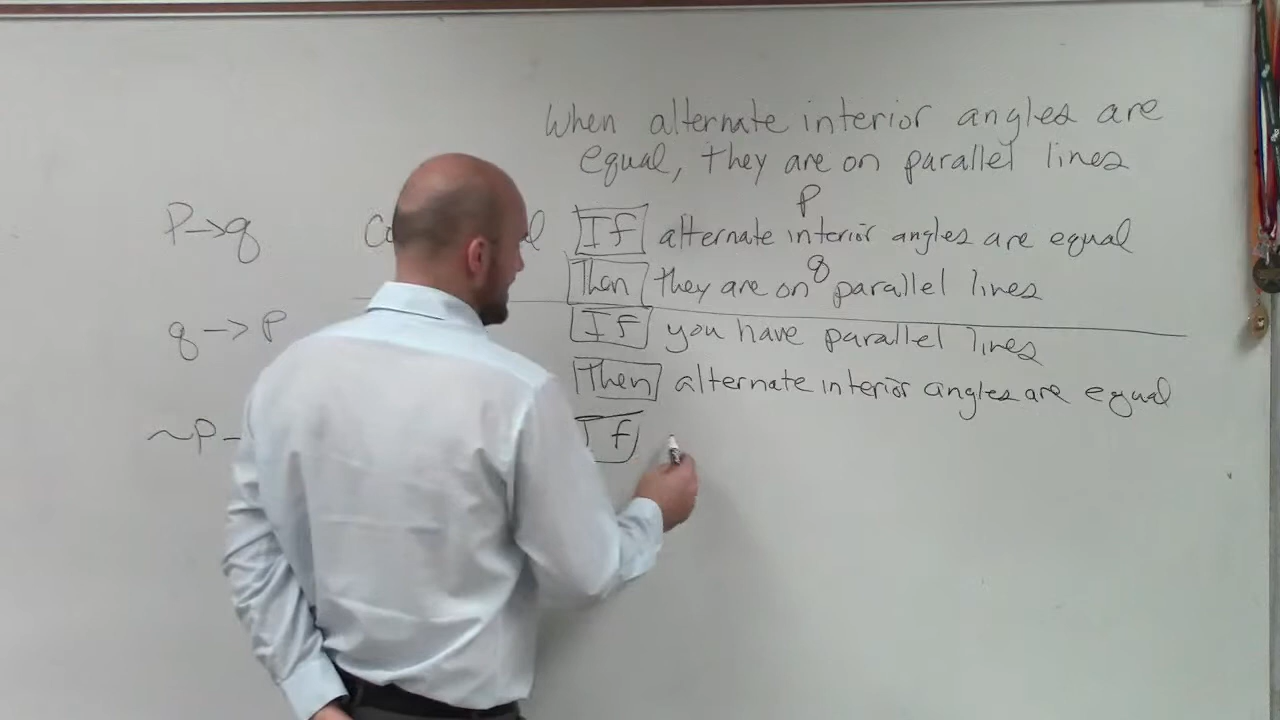 When alternate interior angles are
equal, they are on parallel lines
P
P→q If alternate interior angles are equal
q
Then they are on parallel lines
q→P If you have parallel lines
Then alternate interior angles are equal
~P If